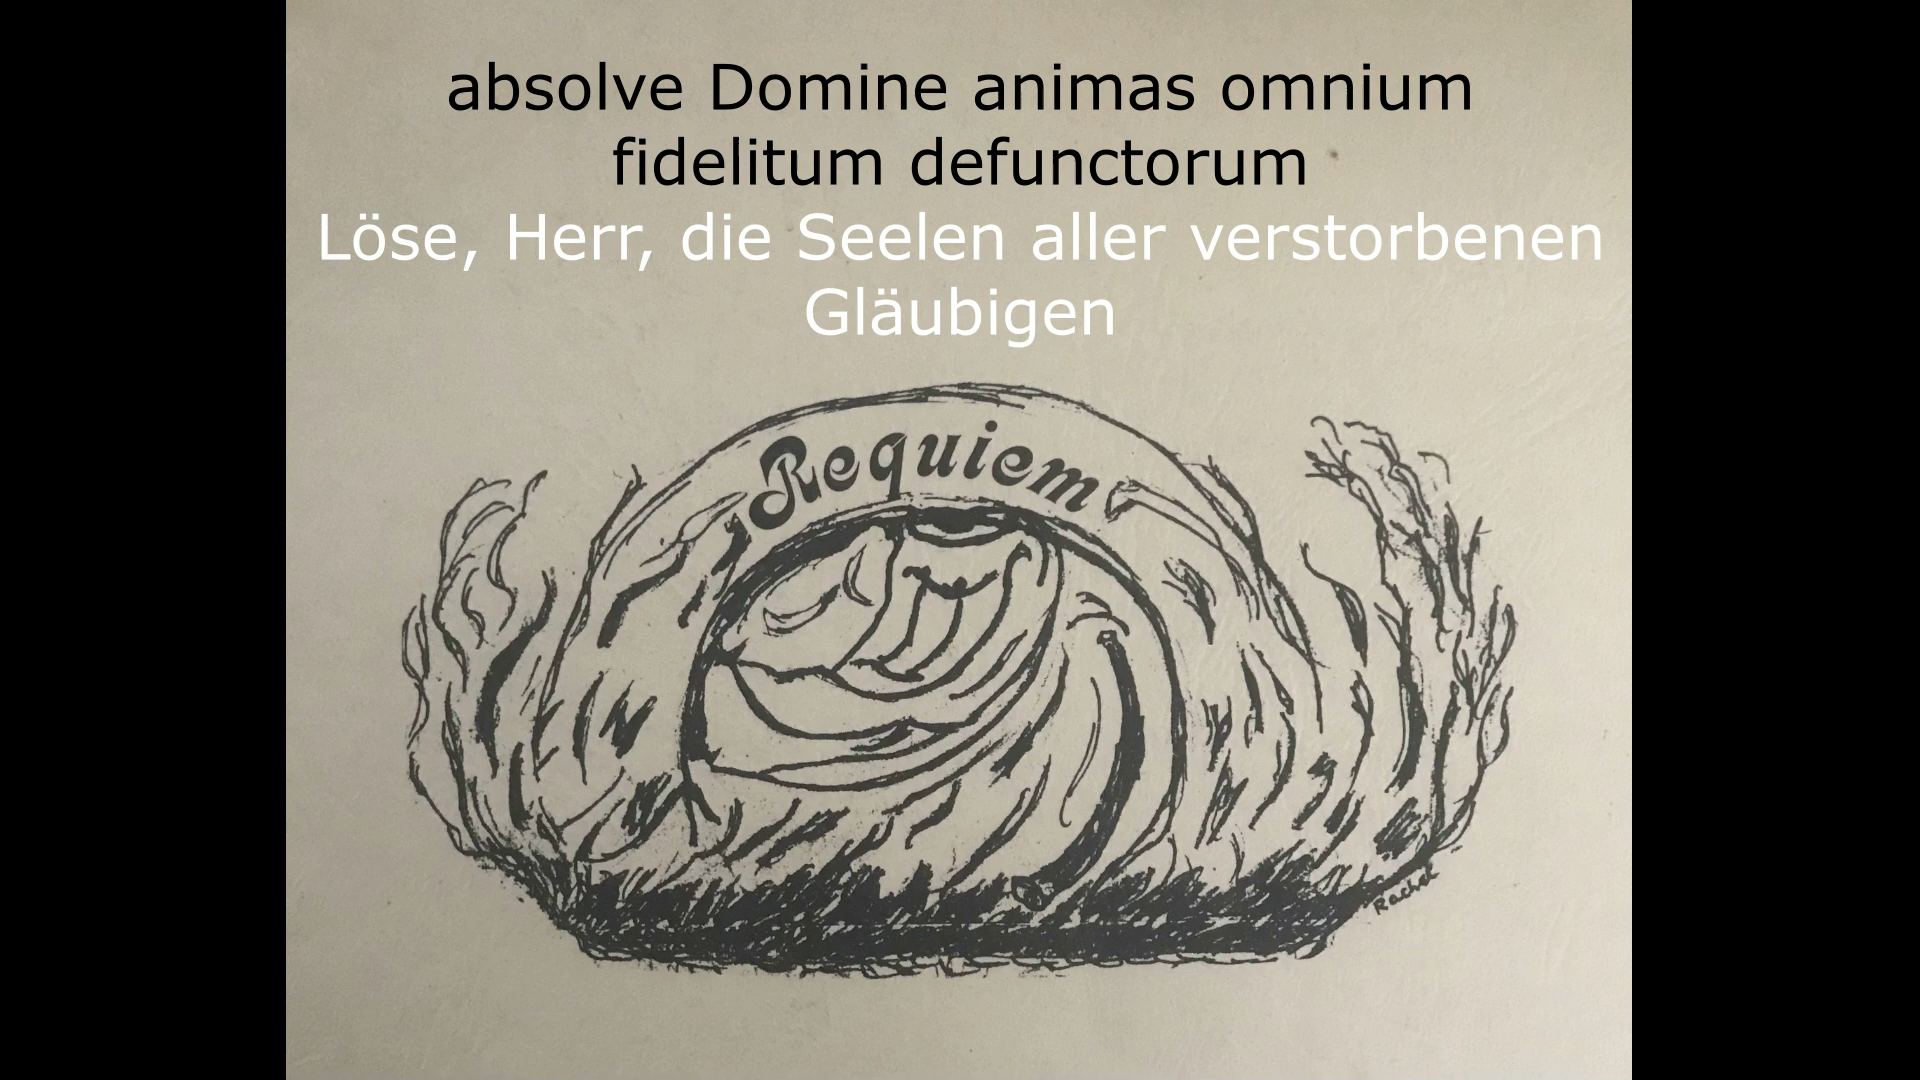 absolve Domine animas omnium
fidelitum defunctorum
Löse, Herr, die Seelen aller verstorbenen
Gläubigen
Requiem
Rachel